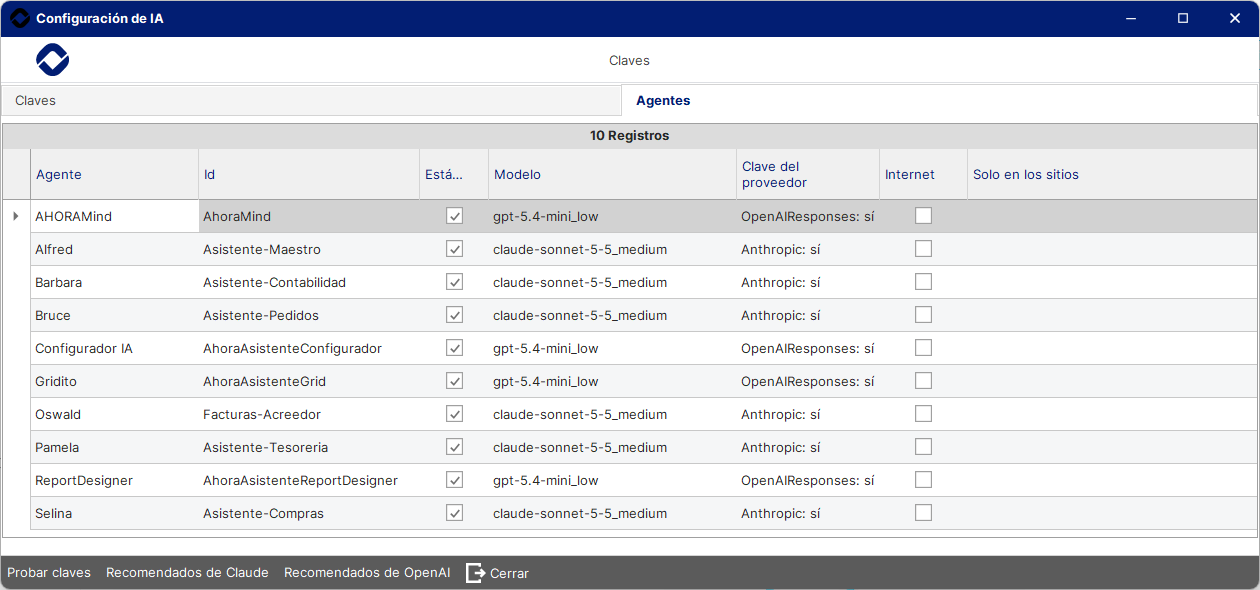 Configuración de IA
Claves
Claves Agentes
10 Registros
Agente Id Está... Modelo Clave del proveedor Internet Solo en los sitios
AHORAMind AhoraMind gpt-5.4-mini_low OpenAIResponses: sí
Alfred Asistente-Maestro claude-sonnet-5-5_medium Anthropic: sí
Barbara Asistente-Contabilidad claude-sonnet-5-5_medium Anthropic: sí
Bruce Asistente-Pedidos claude-sonnet-5-5_medium Anthropic: sí
Configurador IA AhoraAsistenteConfigurador gpt-5.4-mini_low OpenAIResponses: sí
Gridito AhoraAsistenteGrid gpt-5.4-mini_low OpenAIResponses: sí
Oswald Facturas-Acreedor claude-sonnet-5-5_medium Anthropic: sí
Pamela Asistente-Tesoreria claude-sonnet-5-5_medium Anthropic: sí
ReportDesigner AhoraAsistenteReportDesigner gpt-5.4-mini_low OpenAIResponses: sí
Selina Asistente-Compras claude-sonnet-5-5_medium Anthropic: sí
Probar claves Recomendados de Claude Recomendados de OpenAI Cerrar